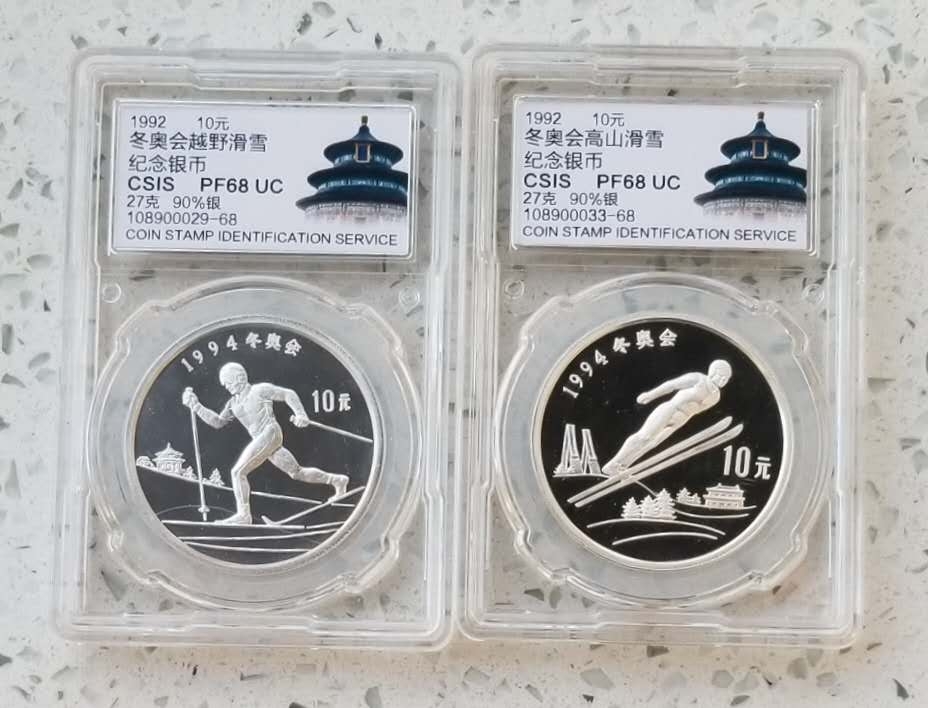 1992 10元
冬奥会越野滑雪
纪念银币
CSIS PF68 UC
27克 90%银
108900029-68
COIN STAMP IDENTIFICATION SERVICE
1994冬奥会
10元
1992 10元
冬奥会高山滑雪
纪念银币
CSIS PF68 UC
27克 90%银
108900033-68
COIN STAMP IDENTIFICATION SERVICE
1994冬奥会
10元